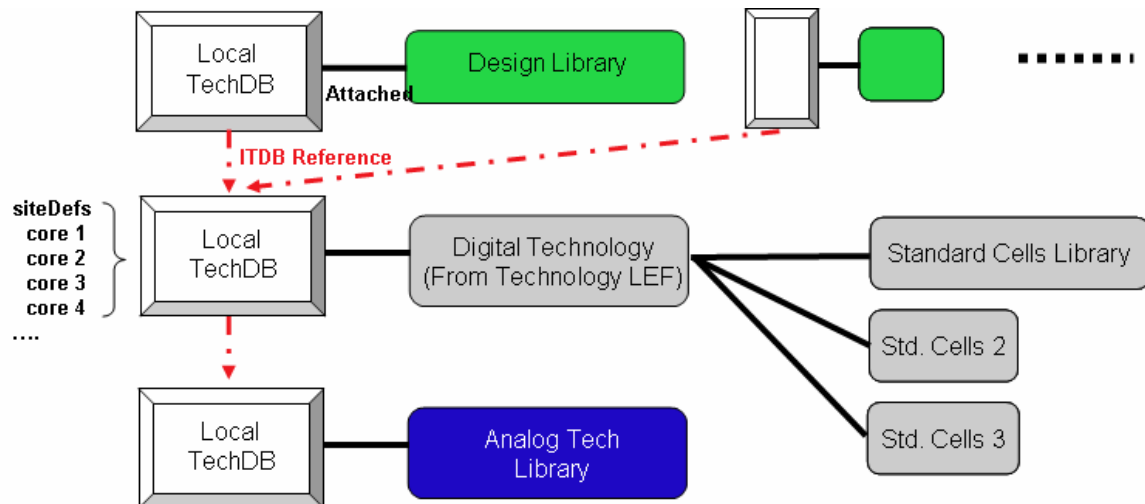 Local
TechDB
Attached
Design Library
ITDB Reference
siteDefs
core 1
core 2
core 3
core 4
....
Local
TechDB
Digital Technology
(From Technology LEF)
Standard Cells Library
Std. Cells 2
Std. Cells 3
Local
TechDB
Analog Tech
Library